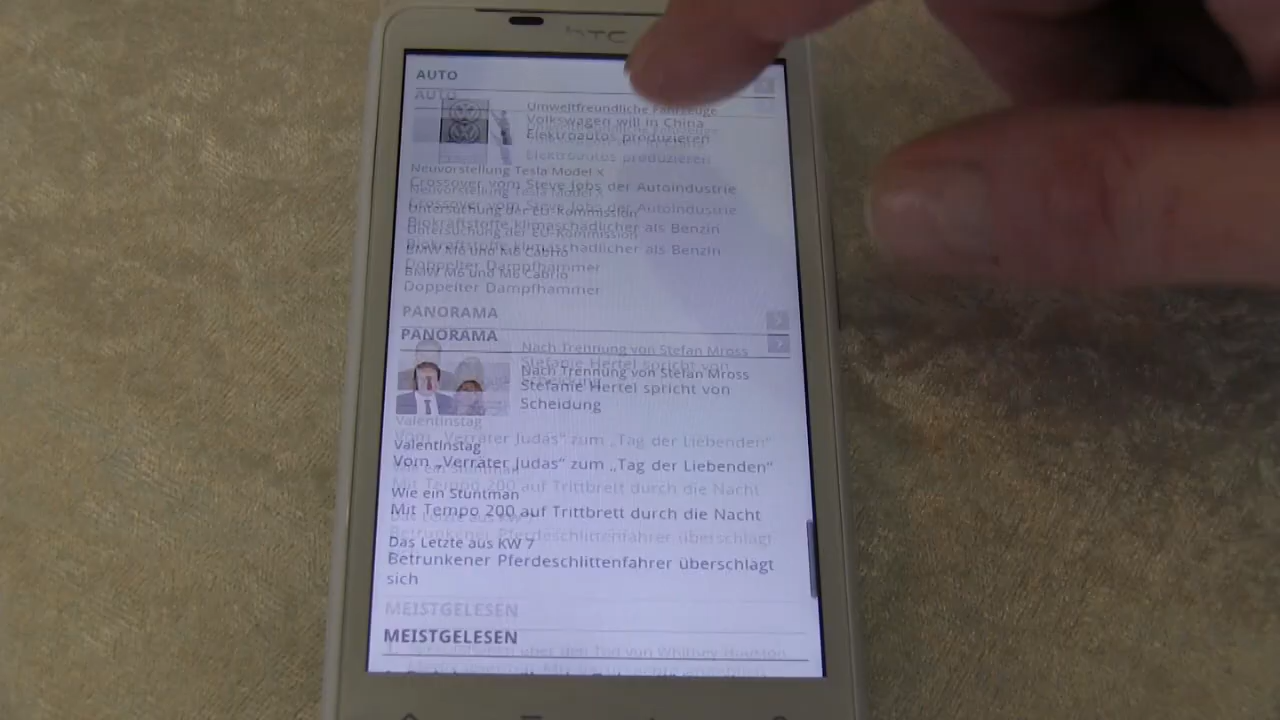 hTC
AUTO
Umweltfreundliche Fahrzeuge
Volkswagen will in China
Elektroautos produzieren
Neuvorstellung Tesla Model X
Crossover vom Steve Jobs der Autoindustrie
Untersuchung der EU-Kommission
Biokraftstoffe klimaschädlicher als Benzin
BMW M6 und M6 Cabrio
Doppelter Dampfhammer
PANORAMA
Nach Trennung von Stefan Mross
Stefanie Hertel spricht von
Scheidung
Valentinstag
Vom „Verräter Judas" zum „Tag der Liebenden"
Wie ein Stuntman
Mit Tempo 200 auf Trittbrett durch die Nacht
Das Letzte aus KW 7
Betrunkener Pferdeschlittenfahrer überschlägt
sich
MEISTGELESEN